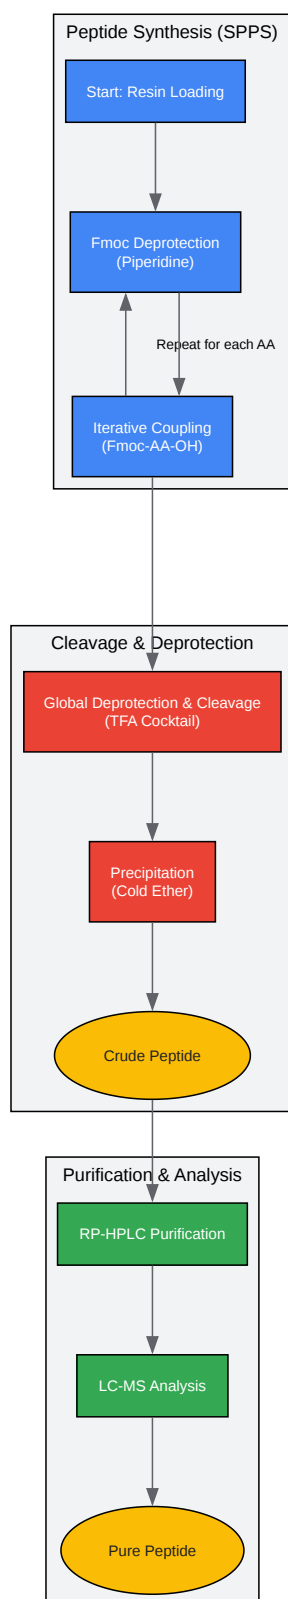 Peptide Synthesis (SPPS)
Start: Resin Loading
Fmoc Deprotection
(Piperidine)
Repeat for each AA
Iterative Coupling
(Fmoc-AA-OH)
Cleavage & Deprotection
Global Deprotection & Cleavage
(TFA Cocktail)
Precipitation
(Cold Ether)
Crude Peptide
Purification & Analysis
RP-HPLC Purification
LC-MS Analysis
Pure Peptide